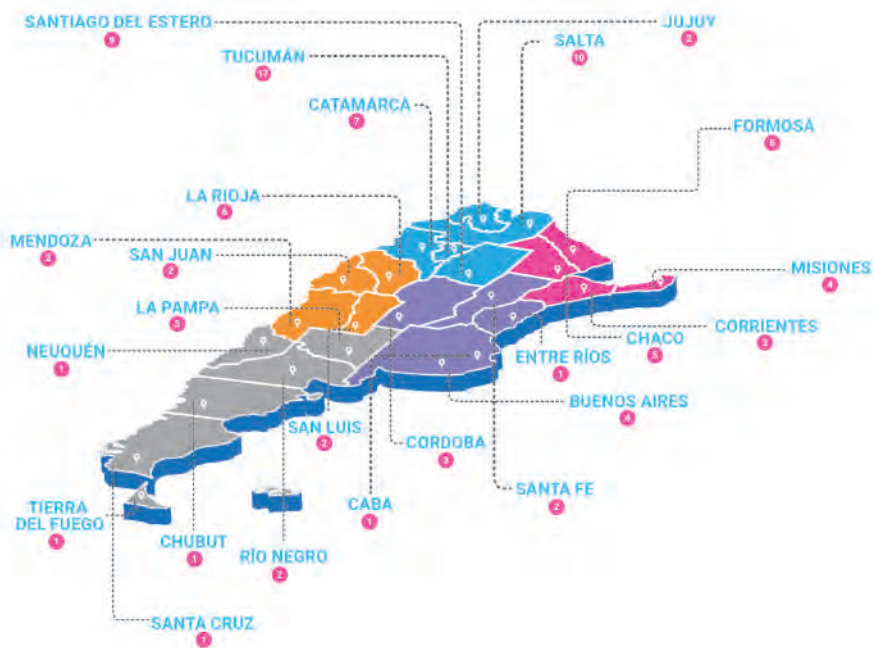 SANTIAGO DEL ESTERO
9
JUJUY
2
SALTA
10
TUCUMÁN
17
CATAMARCA
7
FORMOSA
6
LA RIOJA
6
MENDOZA
2
SAN JUAN
2
MISIONES
4
LA PAMPA
3
CORRIENTES
3
CHACO
5
NEUQUÉN
1
ENTRE RÍOS
1
BUENOS AIRES
4
SAN LUIS
2
CORDOBA
3
SANTA FE
2
CABA
1
TIERRA
DEL FUEGO
1
CHUBUT
1
RÍO NEGRO
2
SANTA CRUZ
1